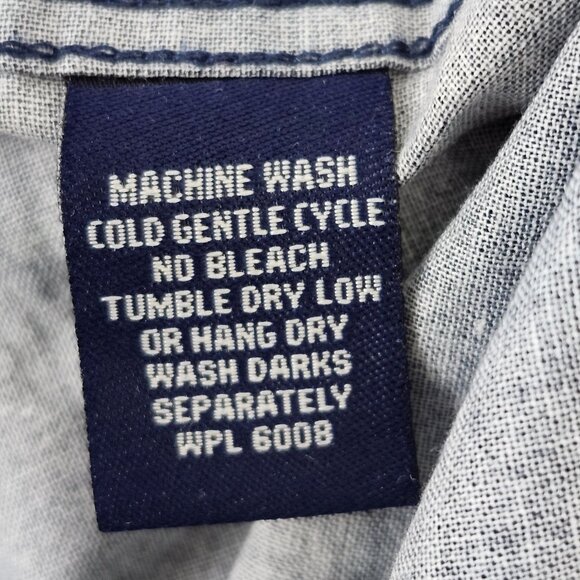 MACHINE WASH
COLD GENTLE CYCLE
NO BLEACH
TUMBLE DRY LOW
OR HANG DRY
WASH DARKS
SEPARATELY
WPL 6008